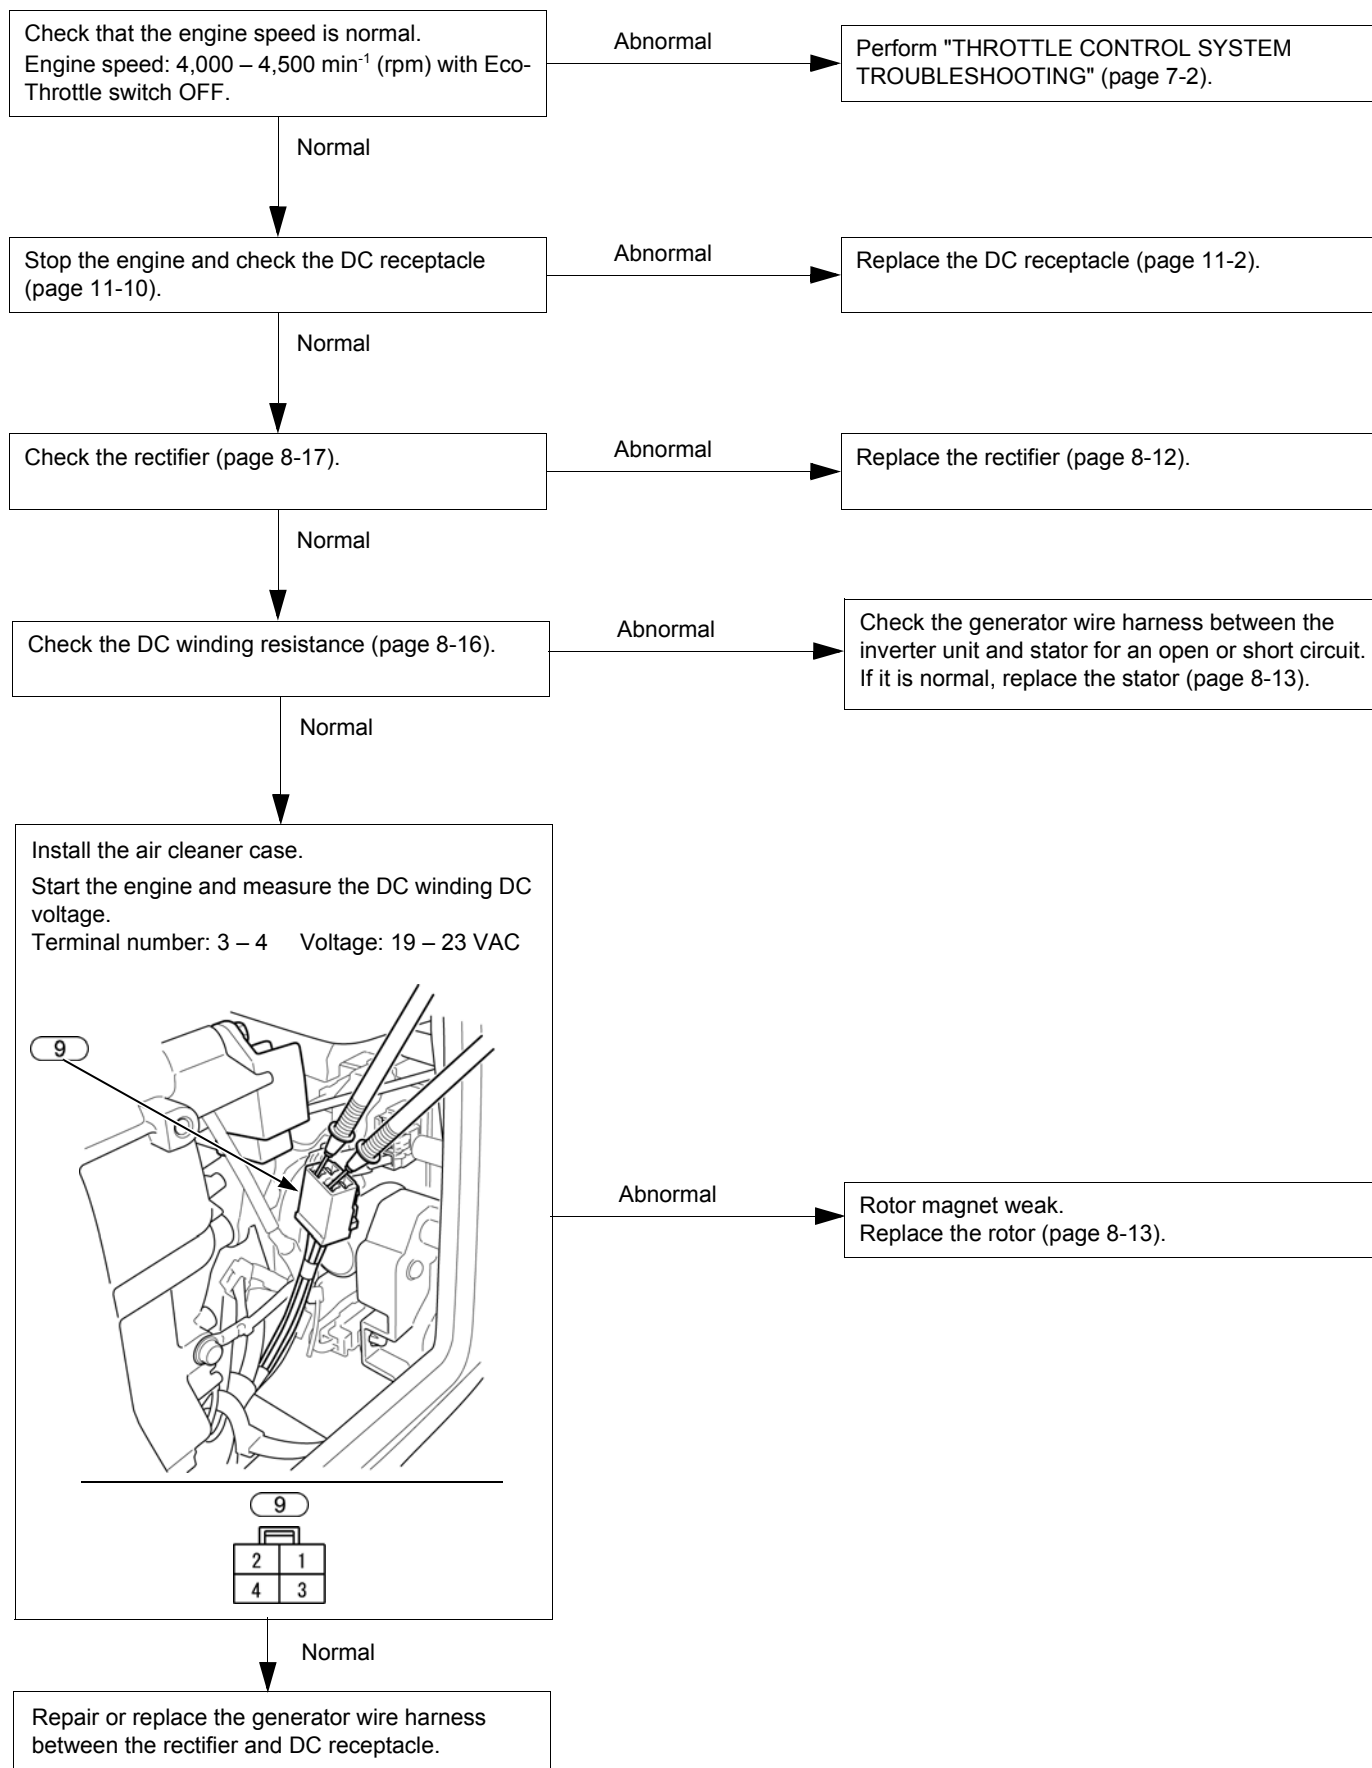 Check that the engine speed is normal.
Engine speed: 4,000 – 4,500 min-1 (rpm) with Eco-
Throttle switch OFF.
Abnormal
Perform "THROTTLE CONTROL SYSTEM
TROUBLESHOOTING" (page 7-2).
Normal
Stop the engine and check the DC receptacle
(page 11-10).
Abnormal
Replace the DC receptacle (page 11-2).
Normal
Check the rectifier (page 8-17).
Abnormal
Replace the rectifier (page 8-12).
Normal
Check the DC winding resistance (page 8-16).
Abnormal
Check the generator wire harness between the
inverter unit and stator for an open or short circuit.
If it is normal, replace the stator (page 8-13).
Normal
Install the air cleaner case.
Start the engine and measure the DC winding DC
voltage.
Terminal number: 3 – 4 Voltage: 19 – 23 VAC
9
Abnormal
Rotor magnet weak.
Replace the rotor (page 8-13).
9
2 1
4 3
Normal
Repair or replace the generator wire harness
between the rectifier and DC receptacle.